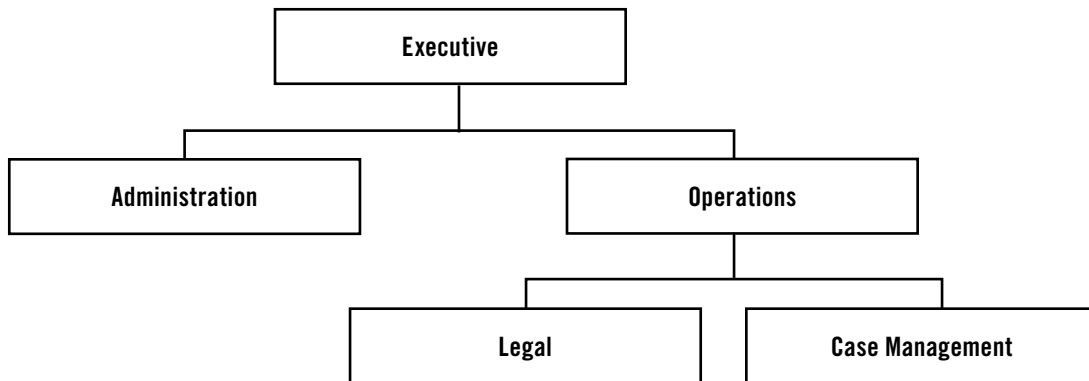 Executive
Administration
Operations
Legal
Case Management